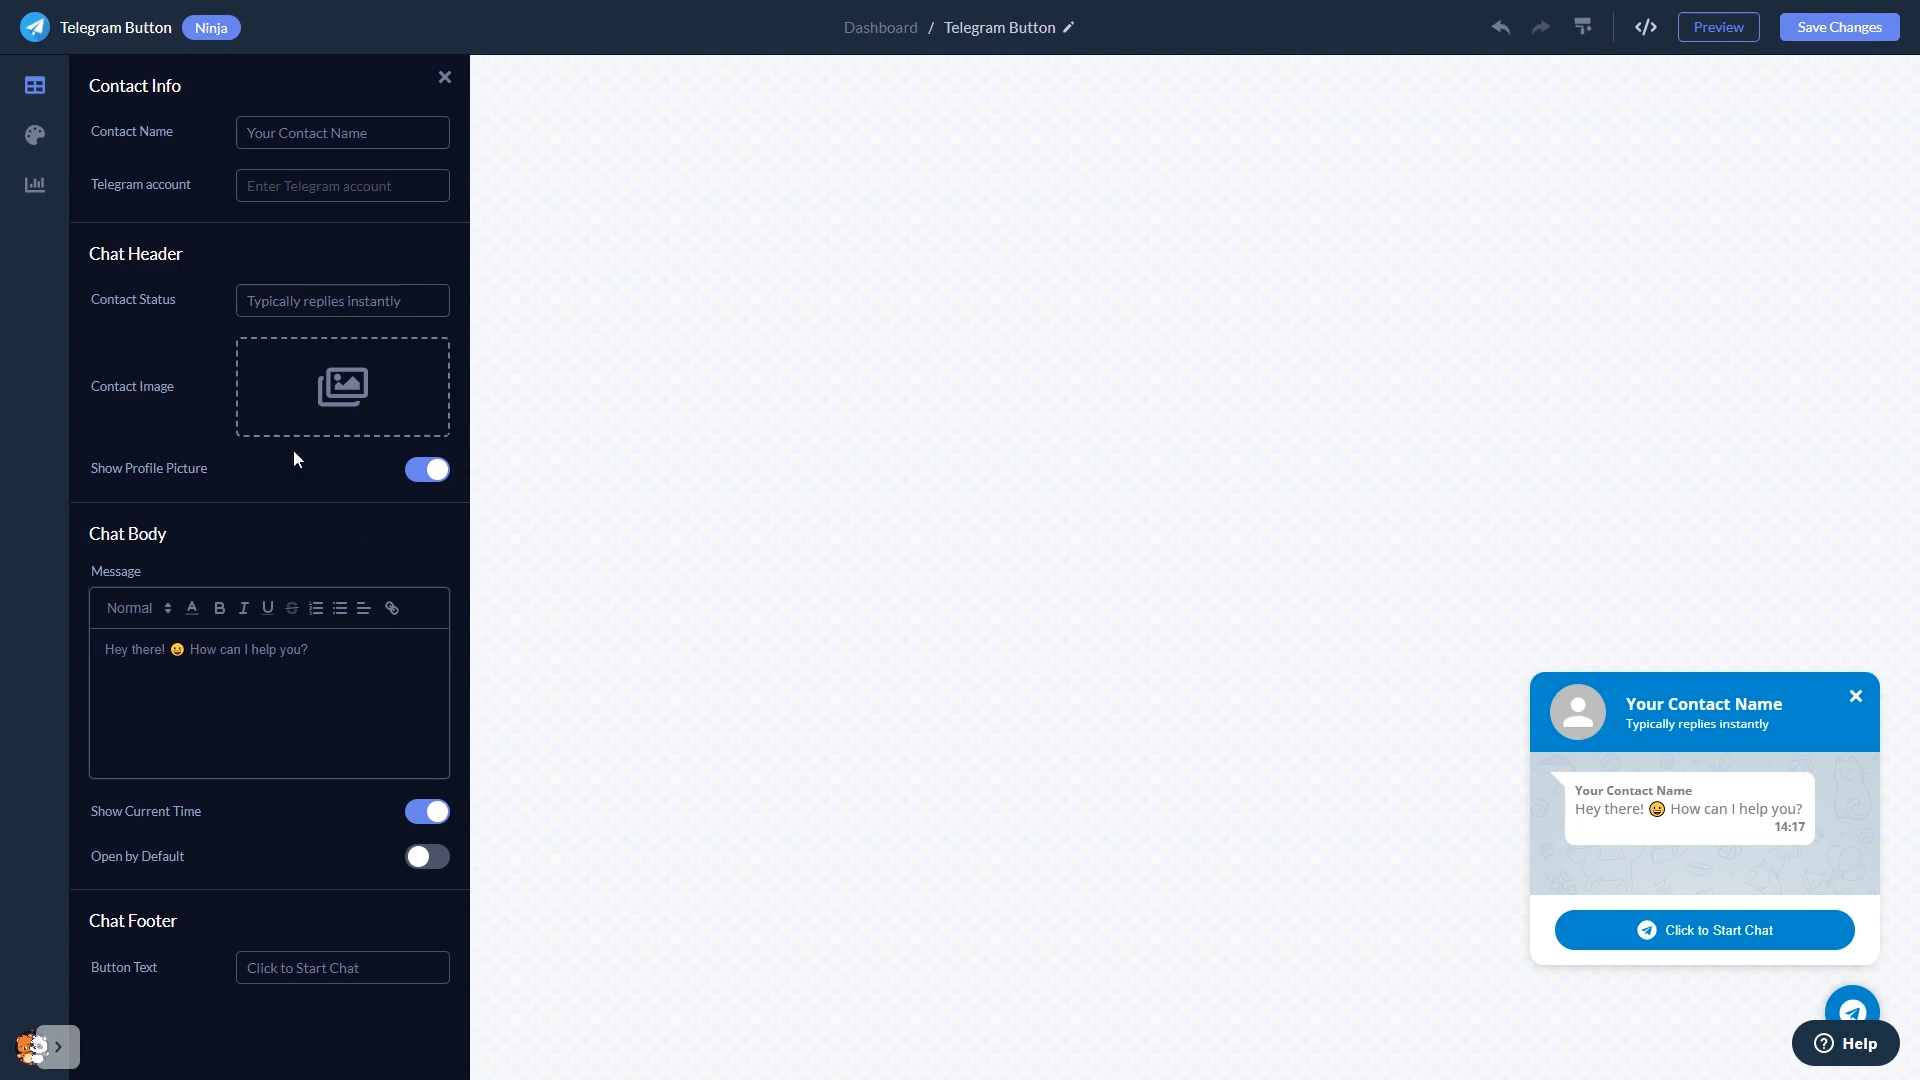 Telegram Button Ninja
Dashboard / Telegram Button
Preview
Save Changes
Contact Info
Contact Name
Your Contact Name
Telegram account
Enter Telegram account
Chat Header
Contact Status
Typically replies instantly
Contact Image
Show Profile Picture
Chat Body
Message
Normal
Hey there! 😀 How can I help you?
Show Current Time
Open by Default
Chat Footer
Button Text
Click to Start Chat
Your Contact Name
Typically replies instantly
Your Contact Name
Hey there! 😀 How can I help you?
14:17
Click to Start Chat
Help